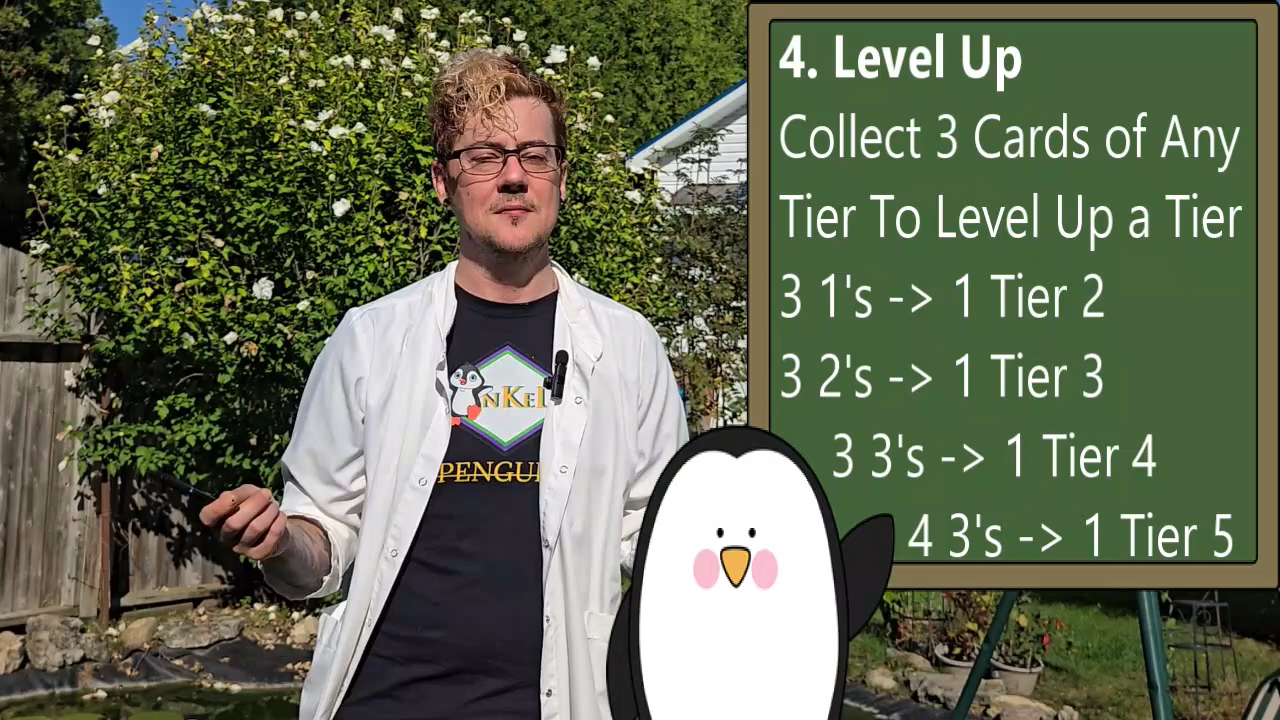 4. Level Up
Collect 3 Cards of Any
Tier To Level Up a Tier
3 1's -> 1 Tier 2
3 2's -> 1 Tier 3
3 3's -> 1 Tier 4
4 3's -> 1 Tier 5